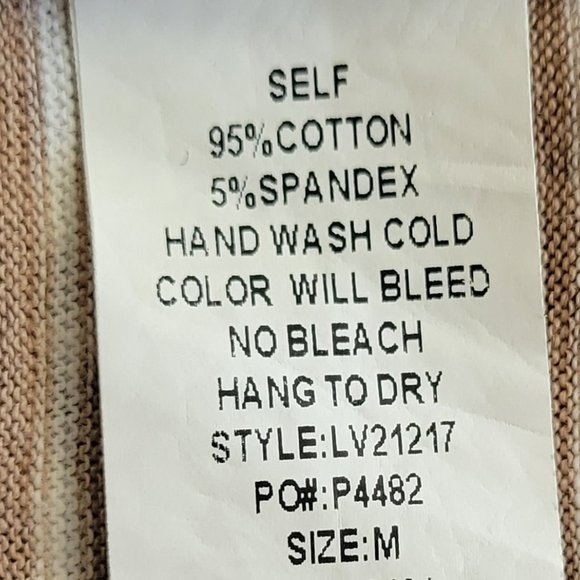 SELF
95%COTTON
5%SPANDEX
HAND WASH COLD
COLOR WILL BLEED
NO BLEACH
HANG TO DRY
STYLE:LV21217
PO#:P4482
SIZE:M